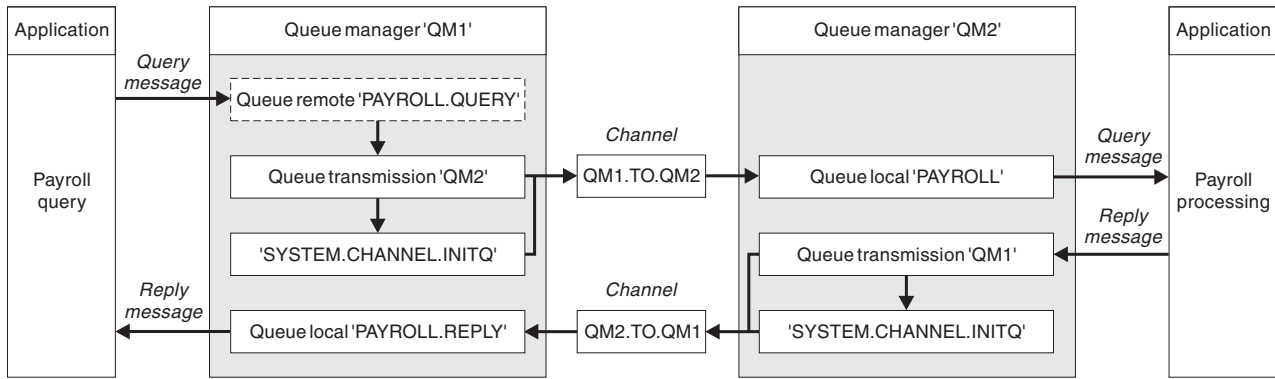 Application
Queue manager 'QM1'
Queue manager 'QM2'
Application
Query
message
Queue remote 'PAYROLL.QUERY'
Payroll
query
Queue transmission 'QM2'
'SYSTEM.CHANNEL.INITQ'
Reply
message
Queue local 'PAYROLL.REPLY'
Channel
QM1.TO.QM2
Channel
QM2.TO.QM1
Queue local 'PAYROLL'
Query
message
Payroll
processing
Reply
message
Queue transmission 'QM1'
'SYSTEM.CHANNEL.INITQ'